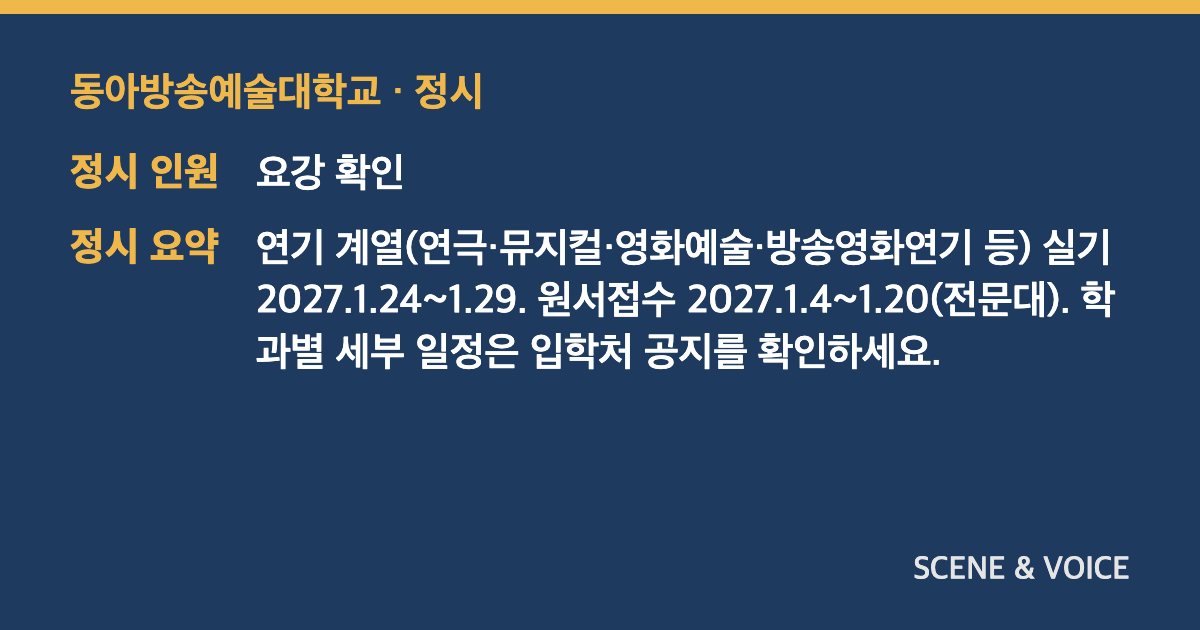 동아방송예술대학교 · 정시
정시 인원 요강 확인
정시 요약 연기 계열(연극·뮤지컬·영화예술·방송영화연기 등) 실기
2027.1.24~1.29. 원서접수 2027.1.4~1.20(전문대). 학
과별 세부 일정은 입학처 공지를 확인하세요.
SCENE & VOICE